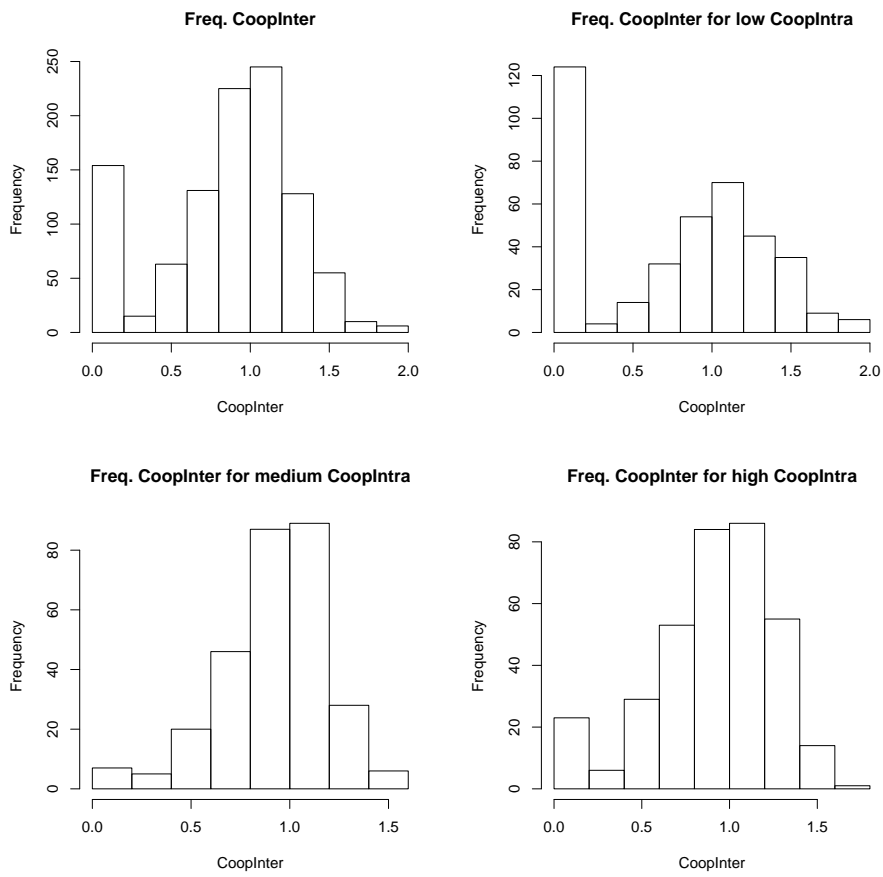 Freq. CoopInter
Frequency
0
50
100
150
200
250
0.0 0.5 1.0 1.5 2.0
CoopInter
Freq. CoopInter for low CoopIntra
Frequency
0
20
40
60
80
100
120
0.0 0.5 1.0 1.5 2.0
CoopInter
Freq. CoopInter for medium CoopIntra
Frequency
0
20
40
60
80
0.0 0.5 1.0 1.5
CoopInter
Freq. CoopInter for high CoopIntra
Frequency
0
20
40
60
80
0.0 0.5 1.0 1.5
CoopInter